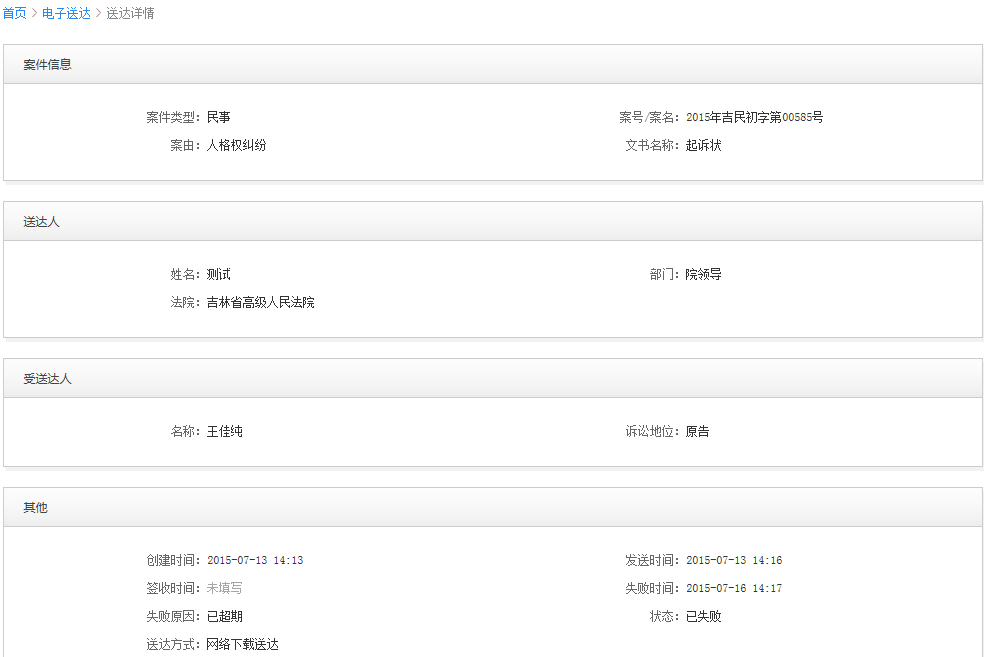 首页 > 电子送达 > 送达详情
案件信息
案件类型：民事 案号/案名：2015年吉民初字第00585号
案由：人格权纠纷 文书名称：起诉状
送达人
姓名：测试 部门：院领导
法院：吉林省高级人民法院
受送达人
名称：王佳纯 诉讼地位：原告
其他
创建时间：2015-07-13 14:13 发送时间：2015-07-13 14:16
签收时间：未填写 失败时间：2015-07-16 14:17
失败原因：已超期 状态：已失败
送达方式：网络下载送达